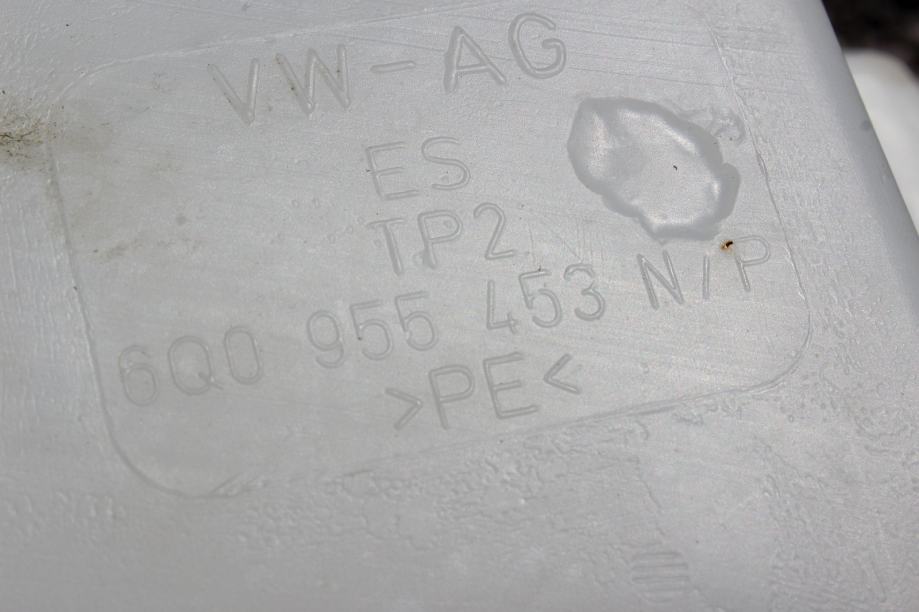 VW-AG
ES
TP2
6Q0 955 453 N/P
>PE<